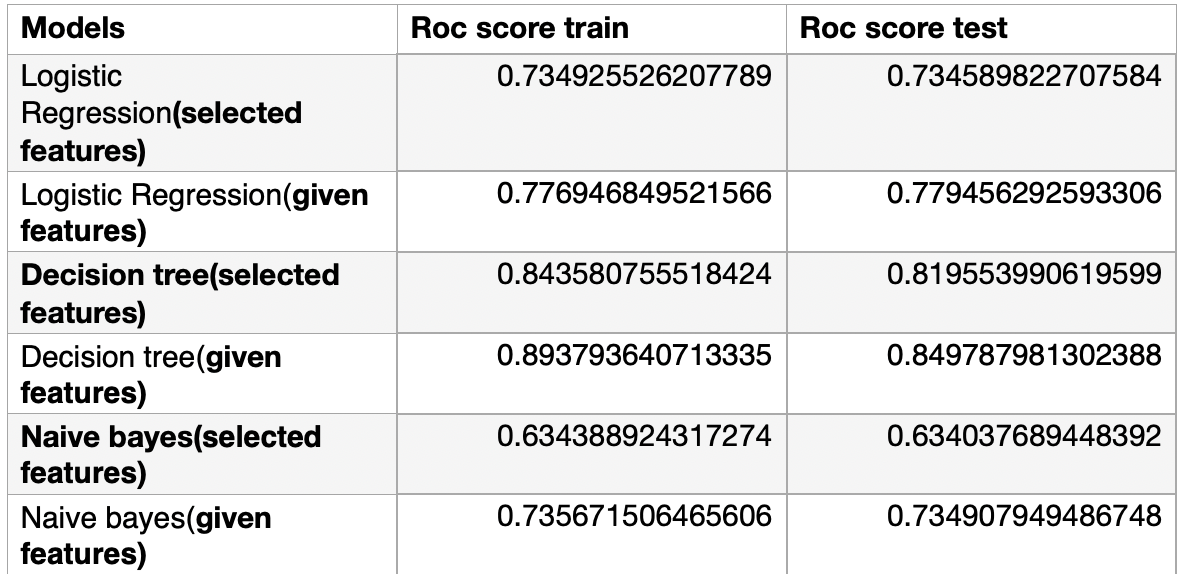 Models Roc score train Roc score test
Logistic 0.734925526207789 0.734589822707584
Regression(selected
features)
Logistic Regression(given 0.776946849521566 0.779456292593306
features)
Decision tree(selected 0.843580755518424 0.819553990619599
features)
Decision tree(given 0.893793640713335 0.849787981302388
features)
Naive bayes(selected 0.634388924317274 0.634037689448392
features)
Naive bayes(given 0.735671506465606 0.734907949486748
features)